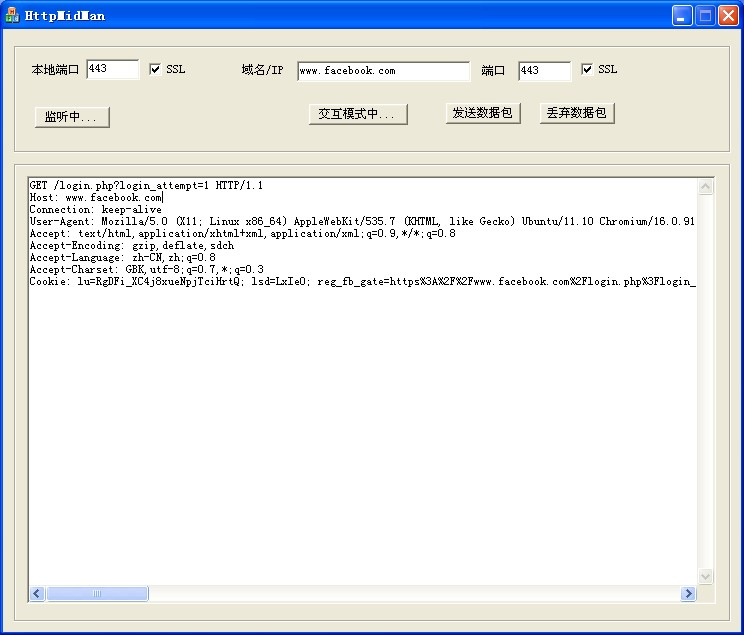 HttpMidMan
本地端口 443 SSL 域名/IP www.facebook.com 端口 443 SSL
监听中... 交互模式中... 发送数据包 丢弃数据包
GET /login.php?login_attempt=1 HTTP/1.1
Host: www.facebook.com
Connection: keep-alive
User-Agent: Mozilla/5.0 (X11; Linux x86_64) AppleWebKit/535.7 (KHTML, like Gecko) Ubuntu/11.10 Chromium/16.0.91
Accept: text/html,application/xhtml+xml,application/xml;q=0.9,*/*;q=0.8
Accept-Encoding: gzip,deflate,sdch
Accept-Language: zh-CN,zh;q=0.8
Accept-Charset: GBK,utf-8;q=0.7,*;q=0.3
Cookie: lu=RgDFi_XC4j8xueNpjTciHrtQ; lsd=LxIeO; reg_fb_gate=https%3A%2F%2Fwww.facebook.com%2Flogin.php%3Flogin_